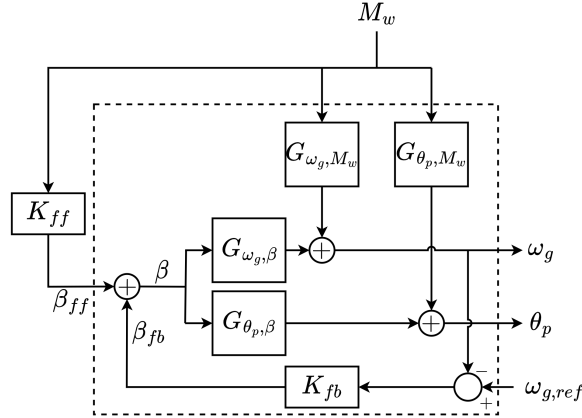 M_w
G_{ω_g,M_w}
G_{θ_p,M_w}
K_{ff}
G_{ω_g,β}
+
ω_g
β
β_{ff}
+
β_{fb}
G_{θ_p,β}
+
θ_p
K_{fb}
−
+
ω_{g,ref}